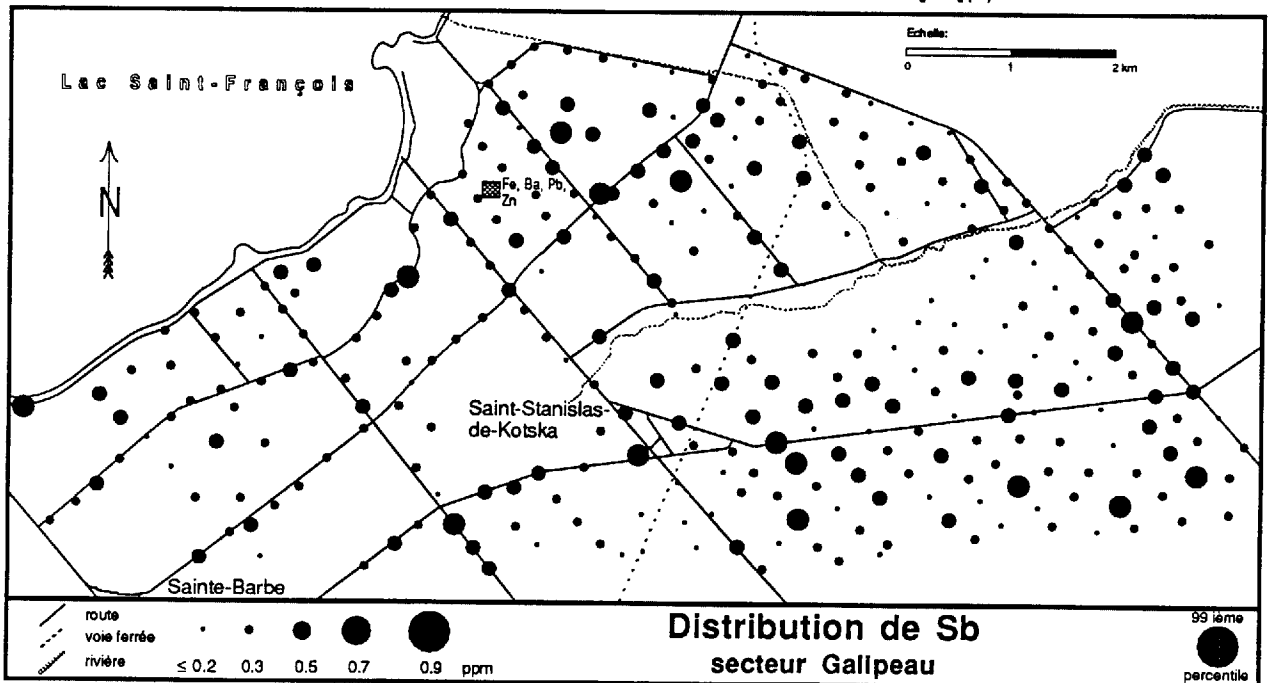 Echelle:
0 1 2 km
Lac Saint-François
N
Fe, Ba, Pb,
Zn
Saint-Stanislas-
de-Kotska
Sainte-Barbe
route
voie ferrée
rivière
≤ 0.2 0.3 0.5 0.7 0.9 ppm
Distribution de Sb
secteur Galipeau
99 ième
percentile